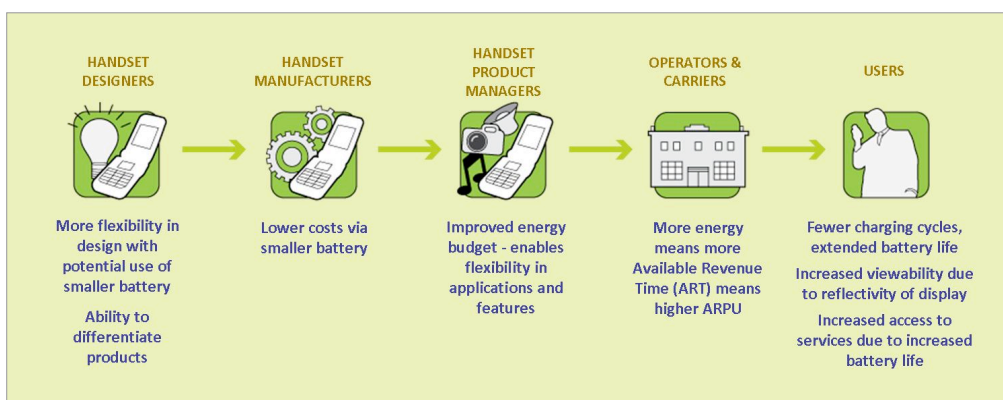 HANDSET
DESIGNERS
More flexibility in
design with
potential use of
smaller battery
Ability to
differentiate
products
HANDSET
MANUFACTURERS
Lower costs via
smaller battery
HANDSET
PRODUCT
MANAGERS
Improved energy
budget - enables
flexibility in
applications and
features
OPERATORS &
CARRIERS
More energy
means more
Available Revenue
Time (ART) means
higher ARPU
USERS
Fewer charging cycles,
extended battery life
Increased viewability due
to reflectivity of display
Increased access to
services due to increased
battery life